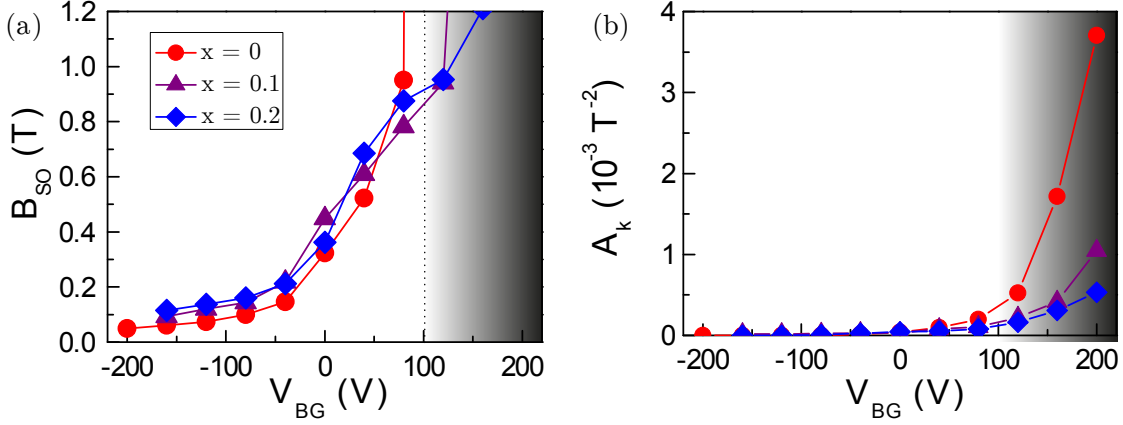 (a)
B_SO (T)
1.2
1.0
0.8
0.6
0.4
0.2
0.0
x = 0
x = 0.1
x = 0.2
-200
-100
0
100
200
V_BG (V)
(b)
A_k (10^-3 T^-2)
4
3
2
1
0
-200
-100
0
100
200
V_BG (V)